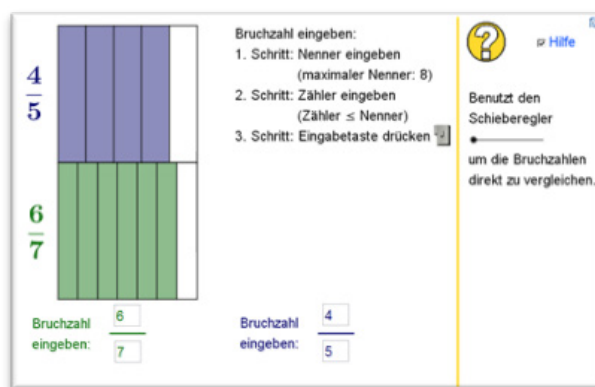 4
5
6
7
Bruchzahl eingeben:
1. Schritt: Nenner eingeben
(maximaler Nenner: 8)
2. Schritt: Zähler eingeben
(Zähler ≤ Nenner)
3. Schritt: Eingabetaste drücken
Bruchzahl
eingeben:
6
7
Bruchzahl
eingeben:
4
5
?
Hilfe
Benutzt den
Schieberegler
um die Bruchzahlen
direkt zu vergleichen.